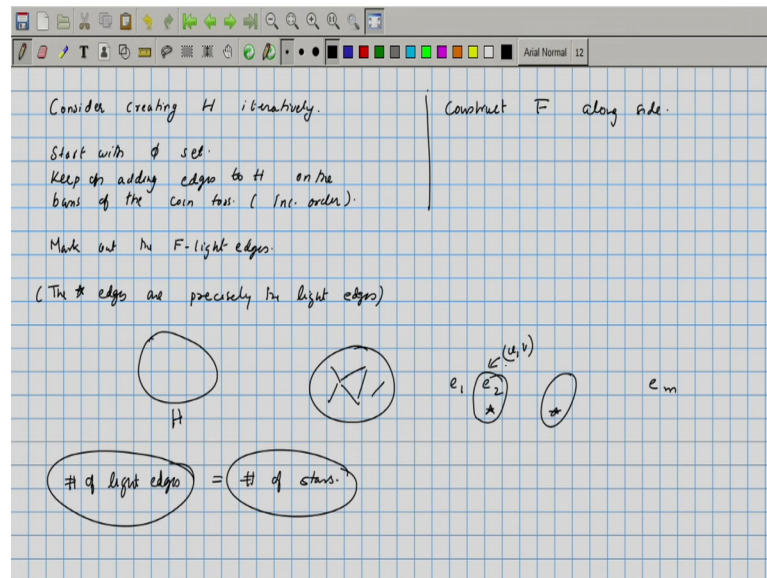 Arial Normal 12
Consider creating H iteratively.
Construct F along side.
Start with ϕ set.
Keep on adding edges to H on the
basis of the coin toss. ( Inc. order).
Mark out the F-light edges.
( The * edges are precisely the light edges)
(u, v)
e1 e2 em
* *
H
# of light edges = # of stars.